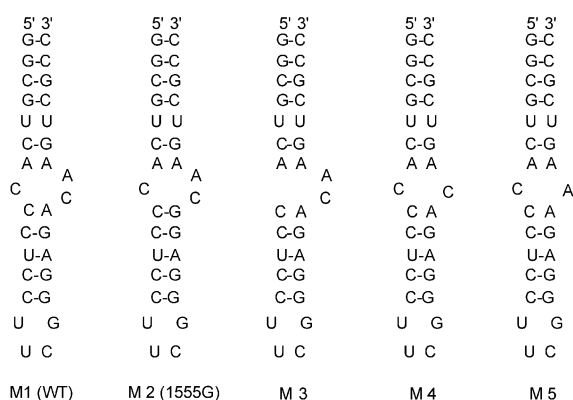 5' 3'
G-C
G-C
C-G
G-C
U U
C-G
A A
A
C
C
C A
C-G
U-A
C-G
C-G
U G
U C
M1 (WT)
5' 3'
G-C
G-C
C-G
G-C
U U
C-G
A A
A
C
C
C-G
C-G
U-A
C-G
C-G
U G
U C
M 2 (1555G)
5' 3'
G-C
G-C
C-G
G-C
U U
C-G
A A
A
C
C A
C-G
U-A
C-G
C-G
U G
U C
M 3
5' 3'
G-C
G-C
C-G
G-C
U U
C-G
A A
C C
C A
C-G
U-A
C-G
C-G
U G
U C
M 4
5' 3'
G-C
G-C
C-G
G-C
U U
C-G
A A
C A
C A
C-G
U-A
C-G
C-G
U G
U C
M 5